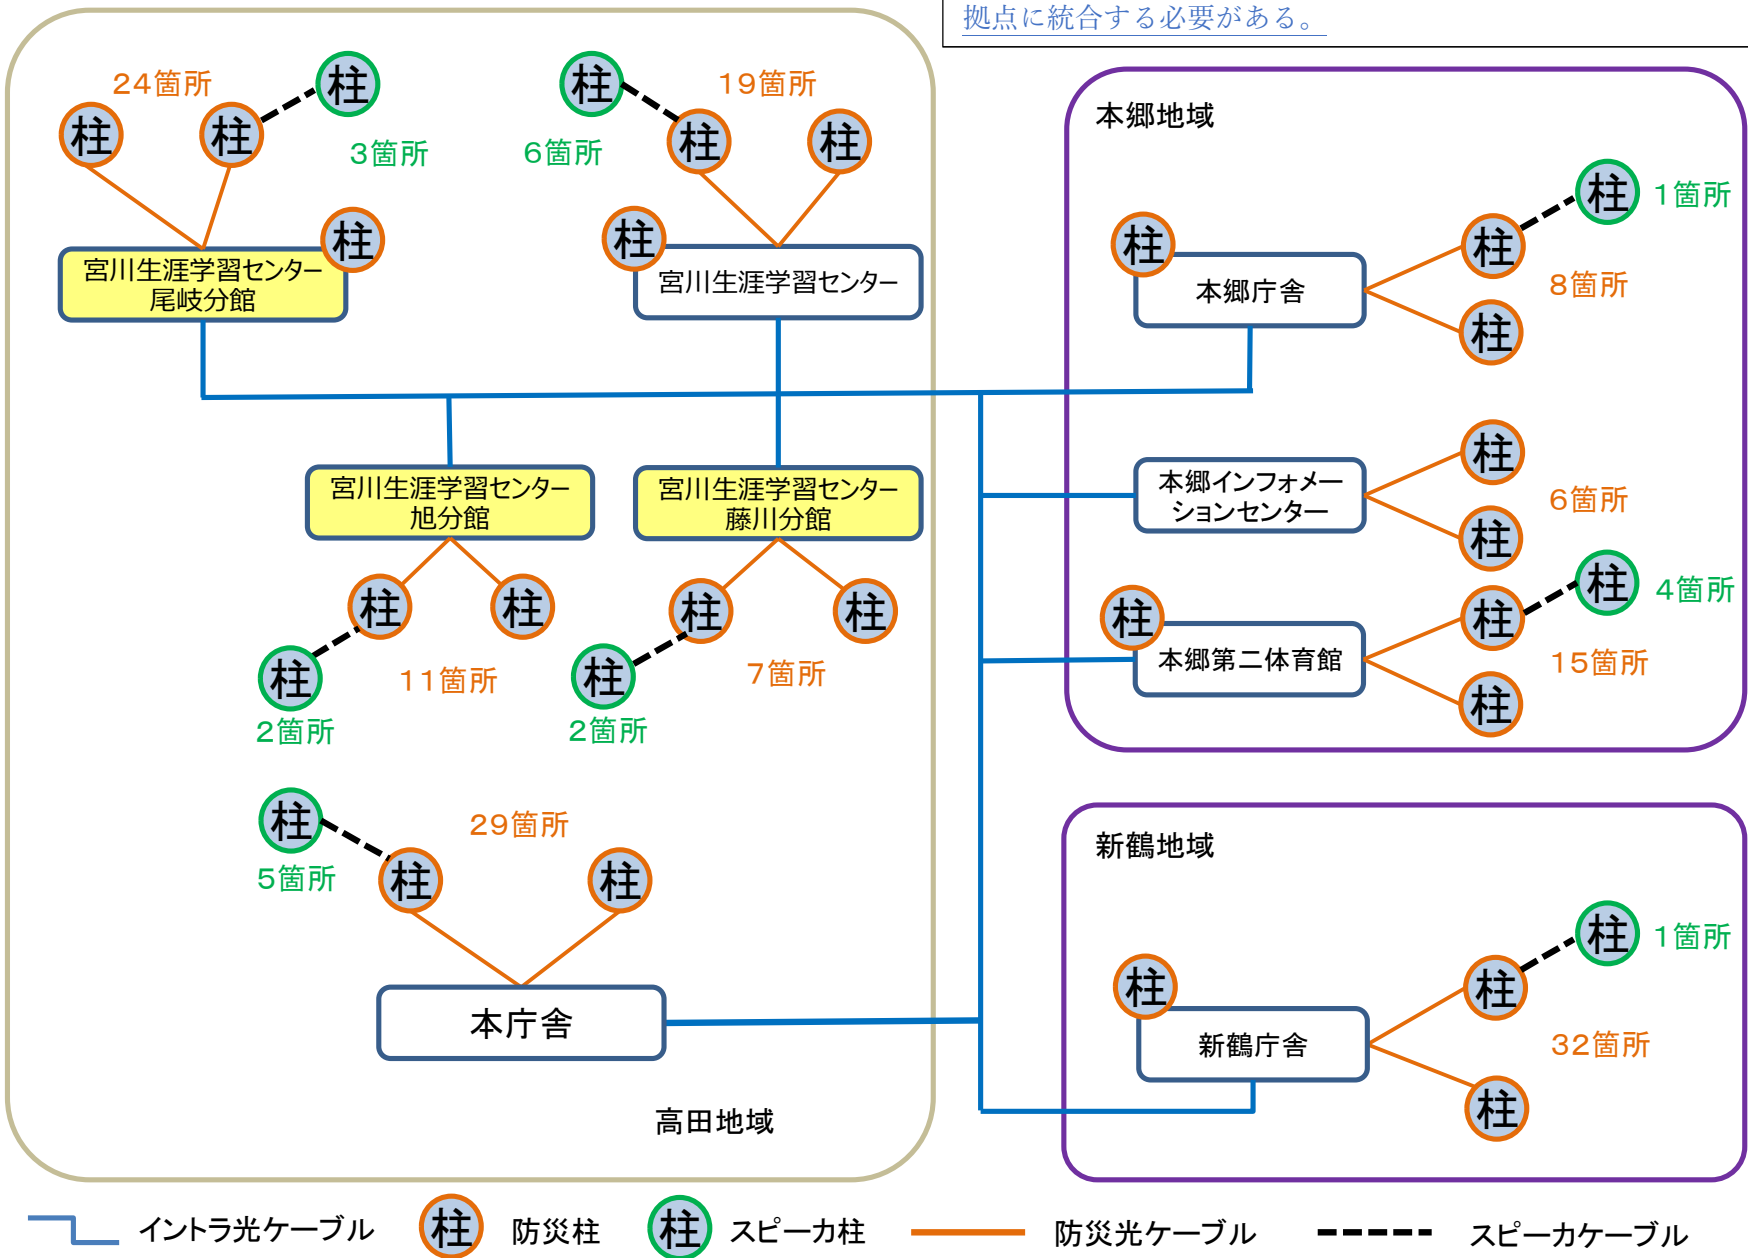 拠点に統合する必要がある。
24箇所
柱
柱
柱
3箇所
柱
宮川生涯学習センター
尾岐分館
柱
19箇所
6箇所
柱
柱
柱
宮川生涯学習センター
宮川生涯学習センター
旭分館
柱
柱
柱
11箇所
2箇所
宮川生涯学習センター
藤川分館
柱
柱
柱
7箇所
2箇所
柱
29箇所
5箇所
柱
柱
本庁舎
高田地域
本郷地域
柱
1箇所
柱
柱
本郷庁舎
8箇所
柱
柱
本郷インフォメー
ションセンター
6箇所
柱
柱
4箇所
柱
柱
本郷第二体育館
15箇所
柱
新鶴地域
柱
1箇所
柱
柱
新鶴庁舎
32箇所
柱
イントラ光ケーブル
柱
防災柱
柱
スピーカ柱
防災光ケーブル
スピーカケーブル